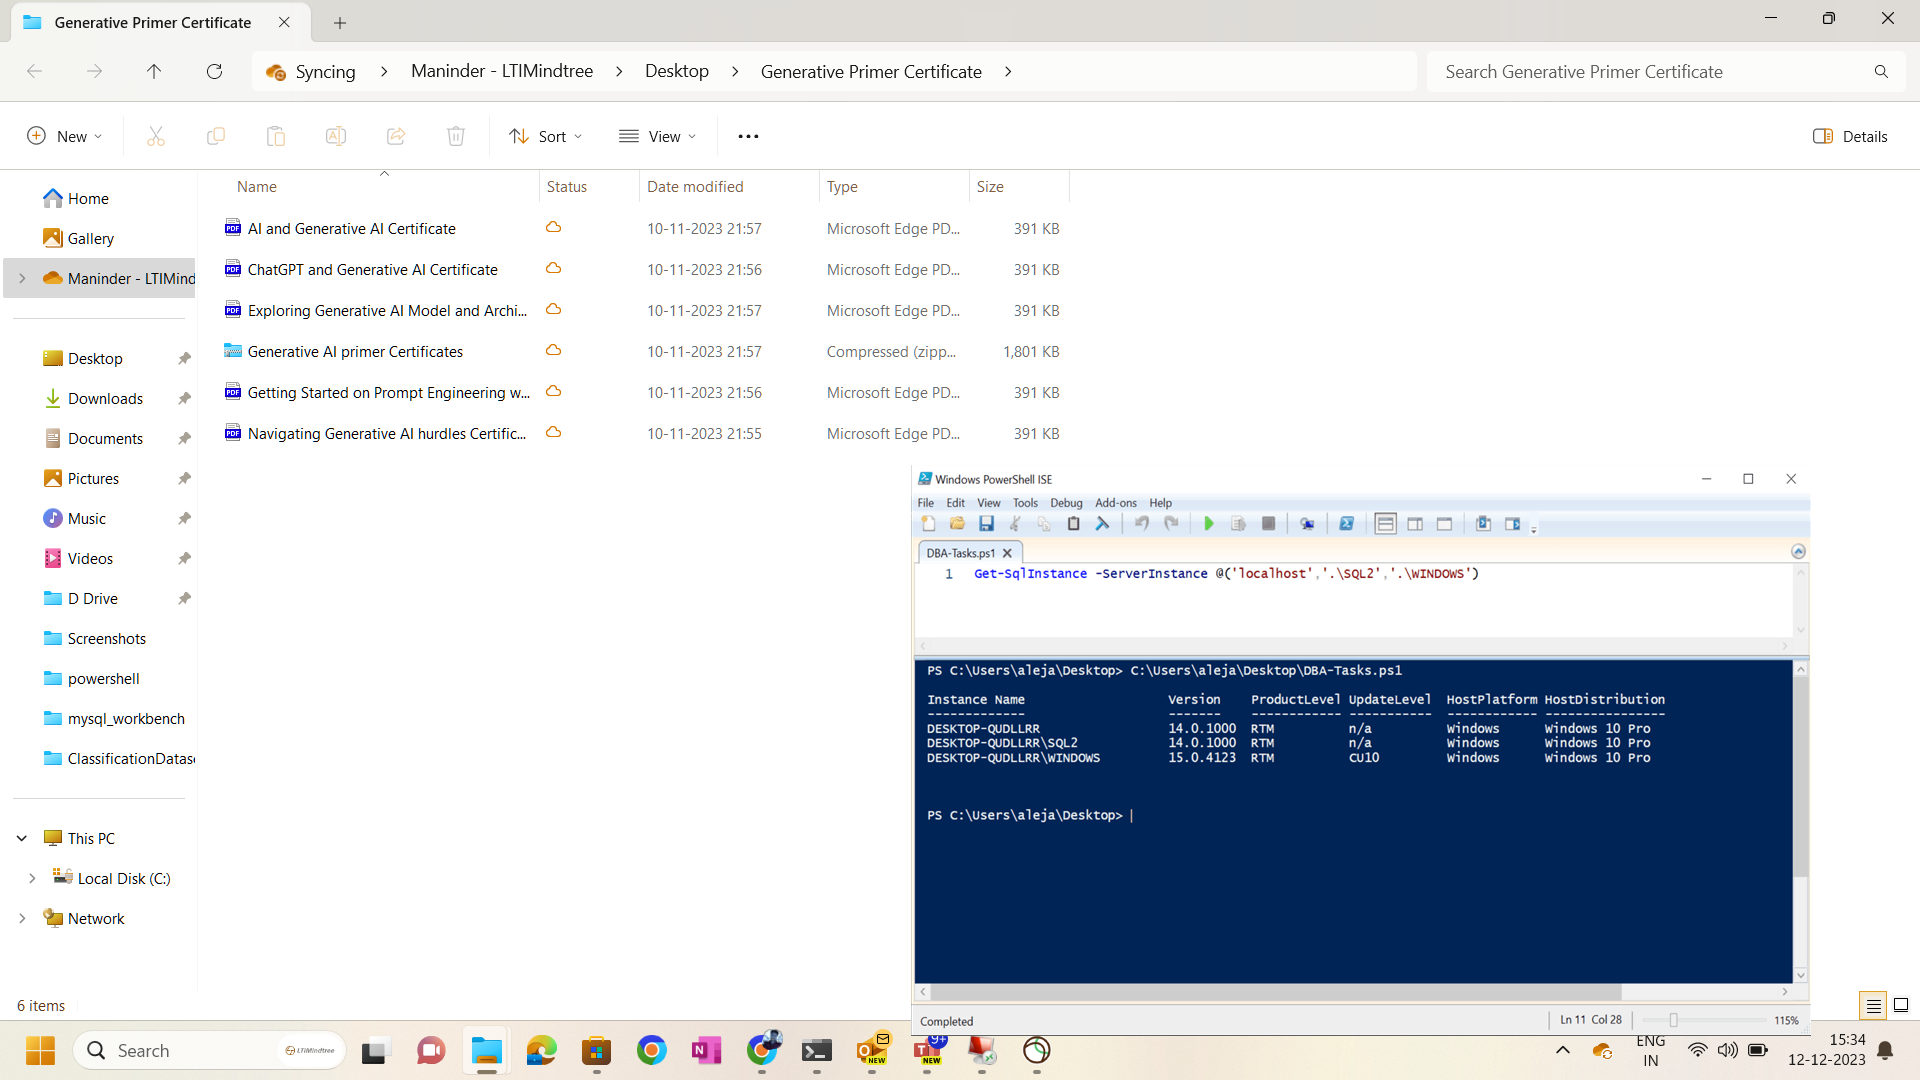 Generative Primer Certificate
Syncing > Maninder - LTIMindtree > Desktop > Generative Primer Certificate >
Search Generative Primer Certificate
New
Sort
View
Details
Home
Gallery
Maninder - LTIMind
Desktop
Downloads
Documents
Pictures
Music
Videos
D Drive
Screenshots
powershell
mysql_workbench
ClassificationDatas
This PC
Local Disk (C:)
Network
Name Status Date modified Type Size
AI and Generative AI Certificate 10-11-2023 21:57 Microsoft Edge PD... 391 KB
ChatGPT and Generative AI Certificate 10-11-2023 21:56 Microsoft Edge PD... 391 KB
Exploring Generative AI Model and Archi... 10-11-2023 21:57 Microsoft Edge PD... 391 KB
Generative AI primer Certificates 10-11-2023 21:57 Compressed (zipp... 1,801 KB
Getting Started on Prompt Engineering w... 10-11-2023 21:56 Microsoft Edge PD... 391 KB
Navigating Generative AI hurdles Certific... 10-11-2023 21:55 Microsoft Edge PD... 391 KB
Windows PowerShell ISE
File Edit View Tools Debug Add-ons Help
DBA-Tasks.ps1
1 Get-SqlInstance -ServerInstance @('localhost','.\SQL2','.\WINDOWS')
PS C:\Users\aleja\Desktop> C:\Users\aleja\Desktop\DBA-Tasks.ps1
Instance Name Version ProductLevel UpdateLevel HostPlatform HostDistribution
------------- ------- ------------ ----------- ------------ ----------------
DESKTOP-QUDLLRR 14.0.1000 RTM n/a Windows Windows 10 Pro
DESKTOP-QUDLLRR\SQL2 14.0.1000 RTM n/a Windows Windows 10 Pro
DESKTOP-QUDLLRR\WINDOWS 15.0.4123 RTM CU10 Windows Windows 10 Pro
PS C:\Users\aleja\Desktop>
Completed
Ln 11 Col 28
115%
6 items
Search
LTIMindtree
NEW
9+
NEW
ENG
IN
15:34
12-12-2023